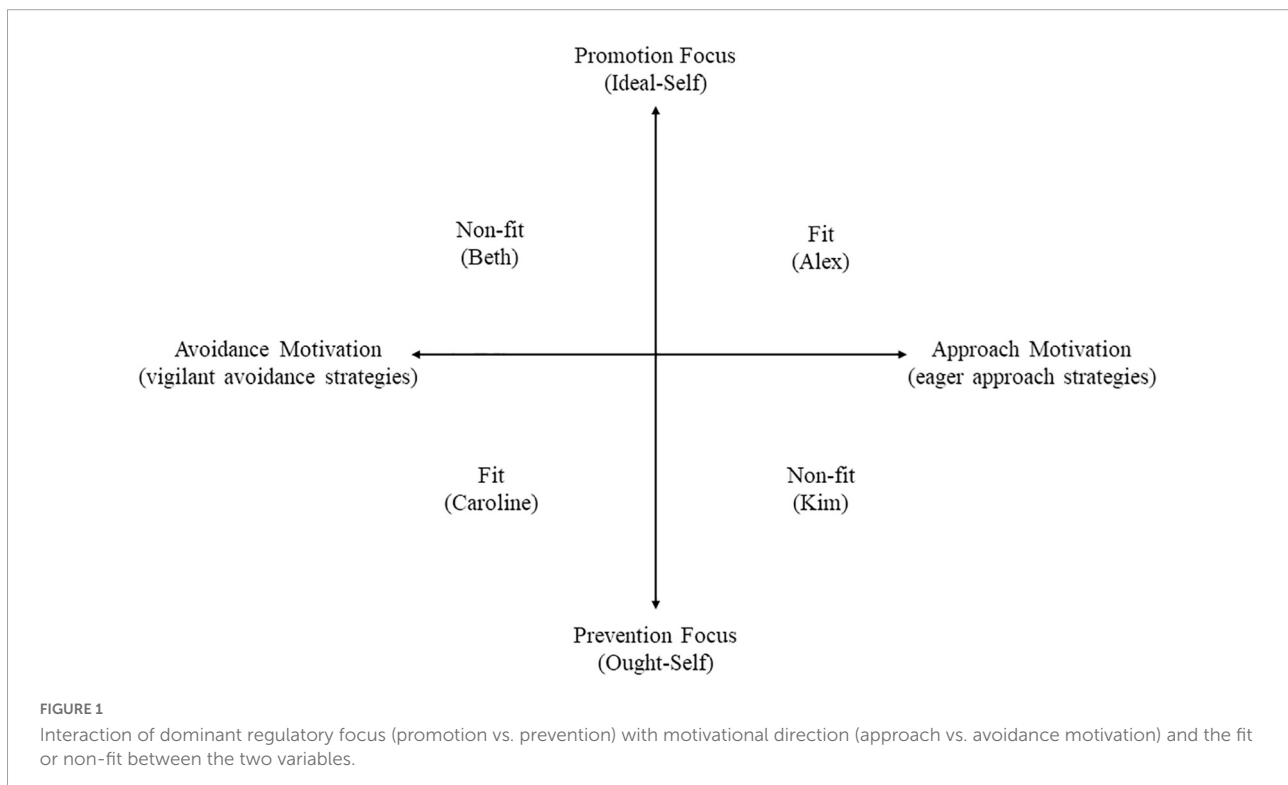 Promotion Focus
(Ideal-Self)
Non-fit
(Beth)
Fit
(Alex)
Avoidance Motivation
(vigilant avoidance strategies)
Approach Motivation
(eager approach strategies)
Fit
(Caroline)
Non-fit
(Kim)
Prevention Focus
(Ought-Self)
FIGURE 1
Interaction of dominant regulatory focus (promotion vs. prevention) with motivational direction (approach vs. avoidance motivation) and the fit
or non-fit between the two variables.